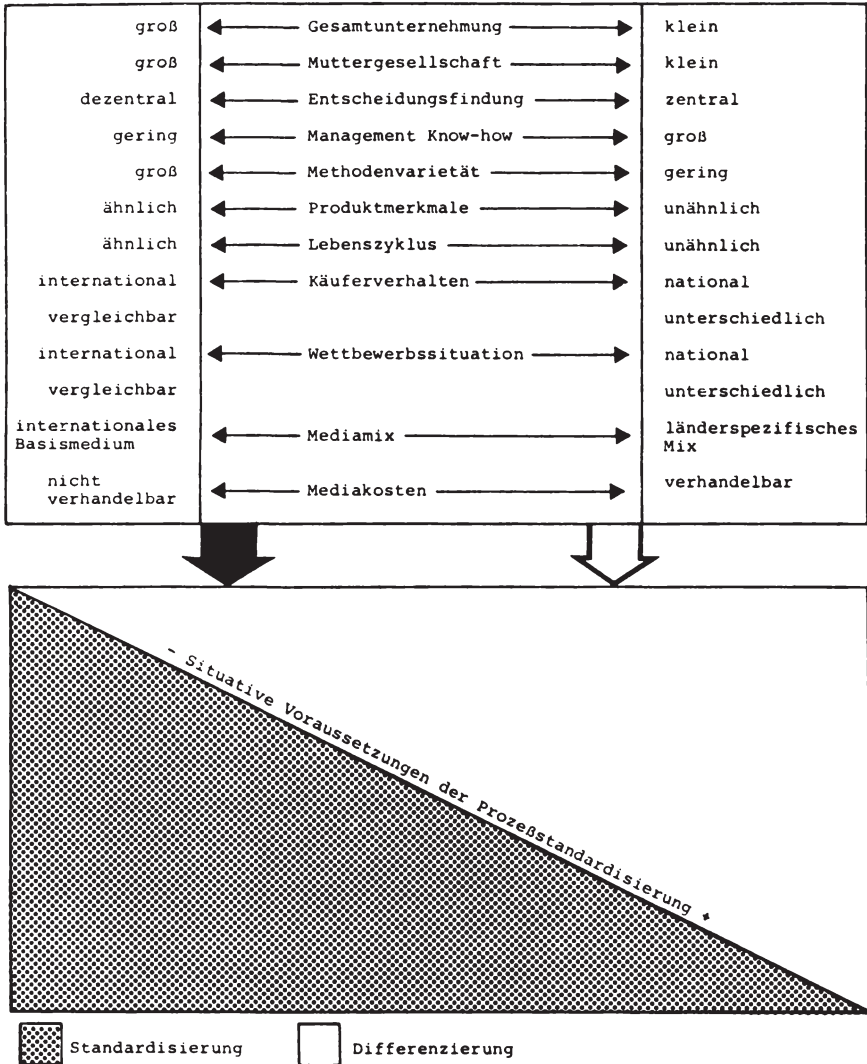 groß Gesamtunternehmung klein
groß Muttergesellschaft klein
dezentral Entscheidungsfindung zentral
gering Management Know-how groß
groß Methodenvarietät gering
ähnlich Produktmerkmale unähnlich
ähnlich Lebenszyklus unähnlich
international Käuferverhalten national
vergleichbar unterschiedlich
international Wettbewerbssituation national
vergleichbar unterschiedlich
internationales länderspezifisches
Basismedium Mediamix Mix
nicht verhandelbar
verhandelbar Mediakosten
- Situative Voraussetzungen der Prozeßstandardisierung +
Standardisierung Differenzierung